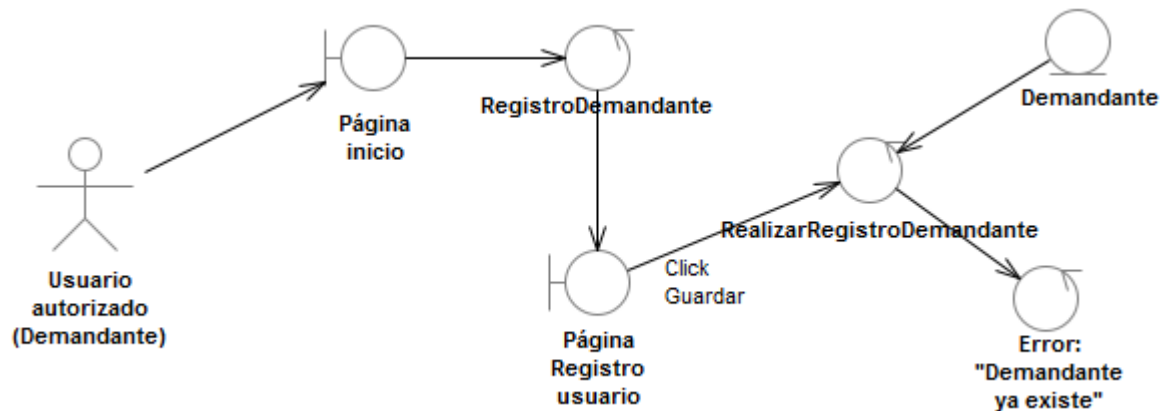 Página
inicio
RegistroDemandante
Demandante
Usuario
autorizado
(Demandante)
RealizarRegistroDemandante
Click
Guardar
Página
Registro
usuario
Error:
"Demandante
ya existe"